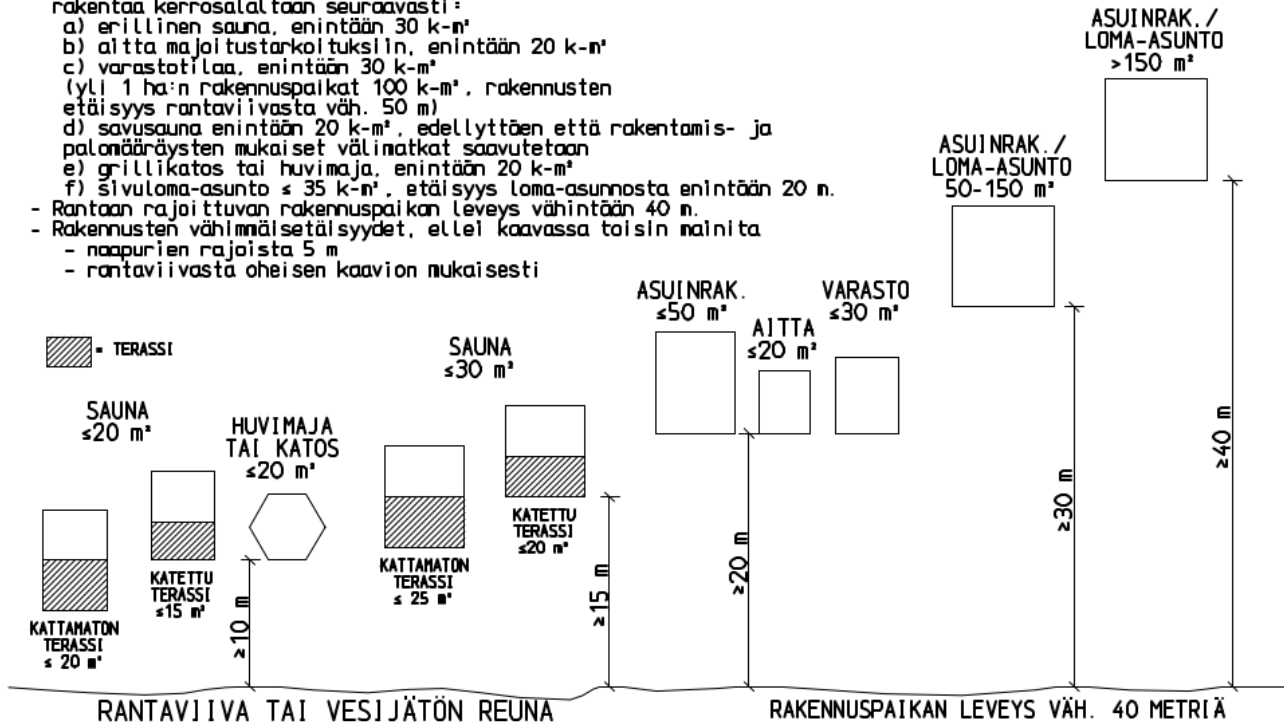 rakentaa kerrosalaltaan seuraavasti:
a) erillinen sauna, enintään 30 k-m²
b) aitta majoitustarkoituksiin, enintään 20 k-m²
c) varastotilaa, enintään 30 k-m²
(yli 1 ha:n rakennuspaikat 100 k-m², rakennusten
etäisyys rantaviivasta väh. 50 m)
d) savusauna enintään 20 k-m², edellyttäen että rakentamis- ja
palomääräysten mukaiset välimatkat saavutetaan
e) grillikatos tai huvimaja, enintään 20 k-m²
f) sivuloma-asunto ≤ 35 k-m², etäisyys loma-asunnosta enintään 20 m.
- Rantaan rajoittuvan rakennuspaikan leveys vähintään 40 m.
- Rakennusten vähimmäisetäisyydet, ellei kaavassa toisin mainita
- naapurien rajoista 5 m
- rantaviivasta oheisen kaavion mukaisesti
= TERASSI
SAUNA
≤20 m²
KATTAMATON
TERASSI
≤ 20 m²
KATETTU
TERASSI
≤15 m²
HUVIMAJA
TAI KATOS
≤20 m²
≥10 m
SAUNA
≤30 m²
KATTAMATON
TERASSI
≤ 25 m²
KATETTU
TERASSI
≤20 m²
≥15 m
ASUINRAK.
≤50 m²
AITTA
≤20 m²
VARASTO
≤30 m²
≥20 m
ASUINRAK./
LOMA-ASUNTO
50-150 m²
≥30 m
ASUINRAK./
LOMA-ASUNTO
>150 m²
≥40 m
RANTAVIIVA TAI VESIJÄTÖN REUNA
RAKENNUSPAIKAN LEVEYS VÄH. 40 METRIÄ